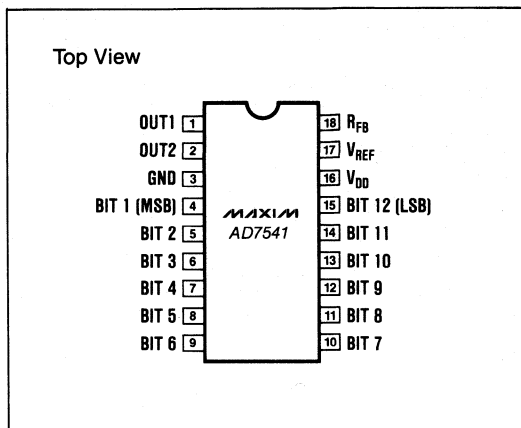 Top View
OUT1 1
OUT2 2
GND 3
BIT 1 (MSB) 4
BIT 2 5
BIT 3 6
BIT 4 7
BIT 5 8
BIT 6 9
MAXIM
AD7541
18 RFB
17 VREF
16 VDD
15 BIT 12 (LSB)
14 BIT 11
13 BIT 10
12 BIT 9
11 BIT 8
10 BIT 7